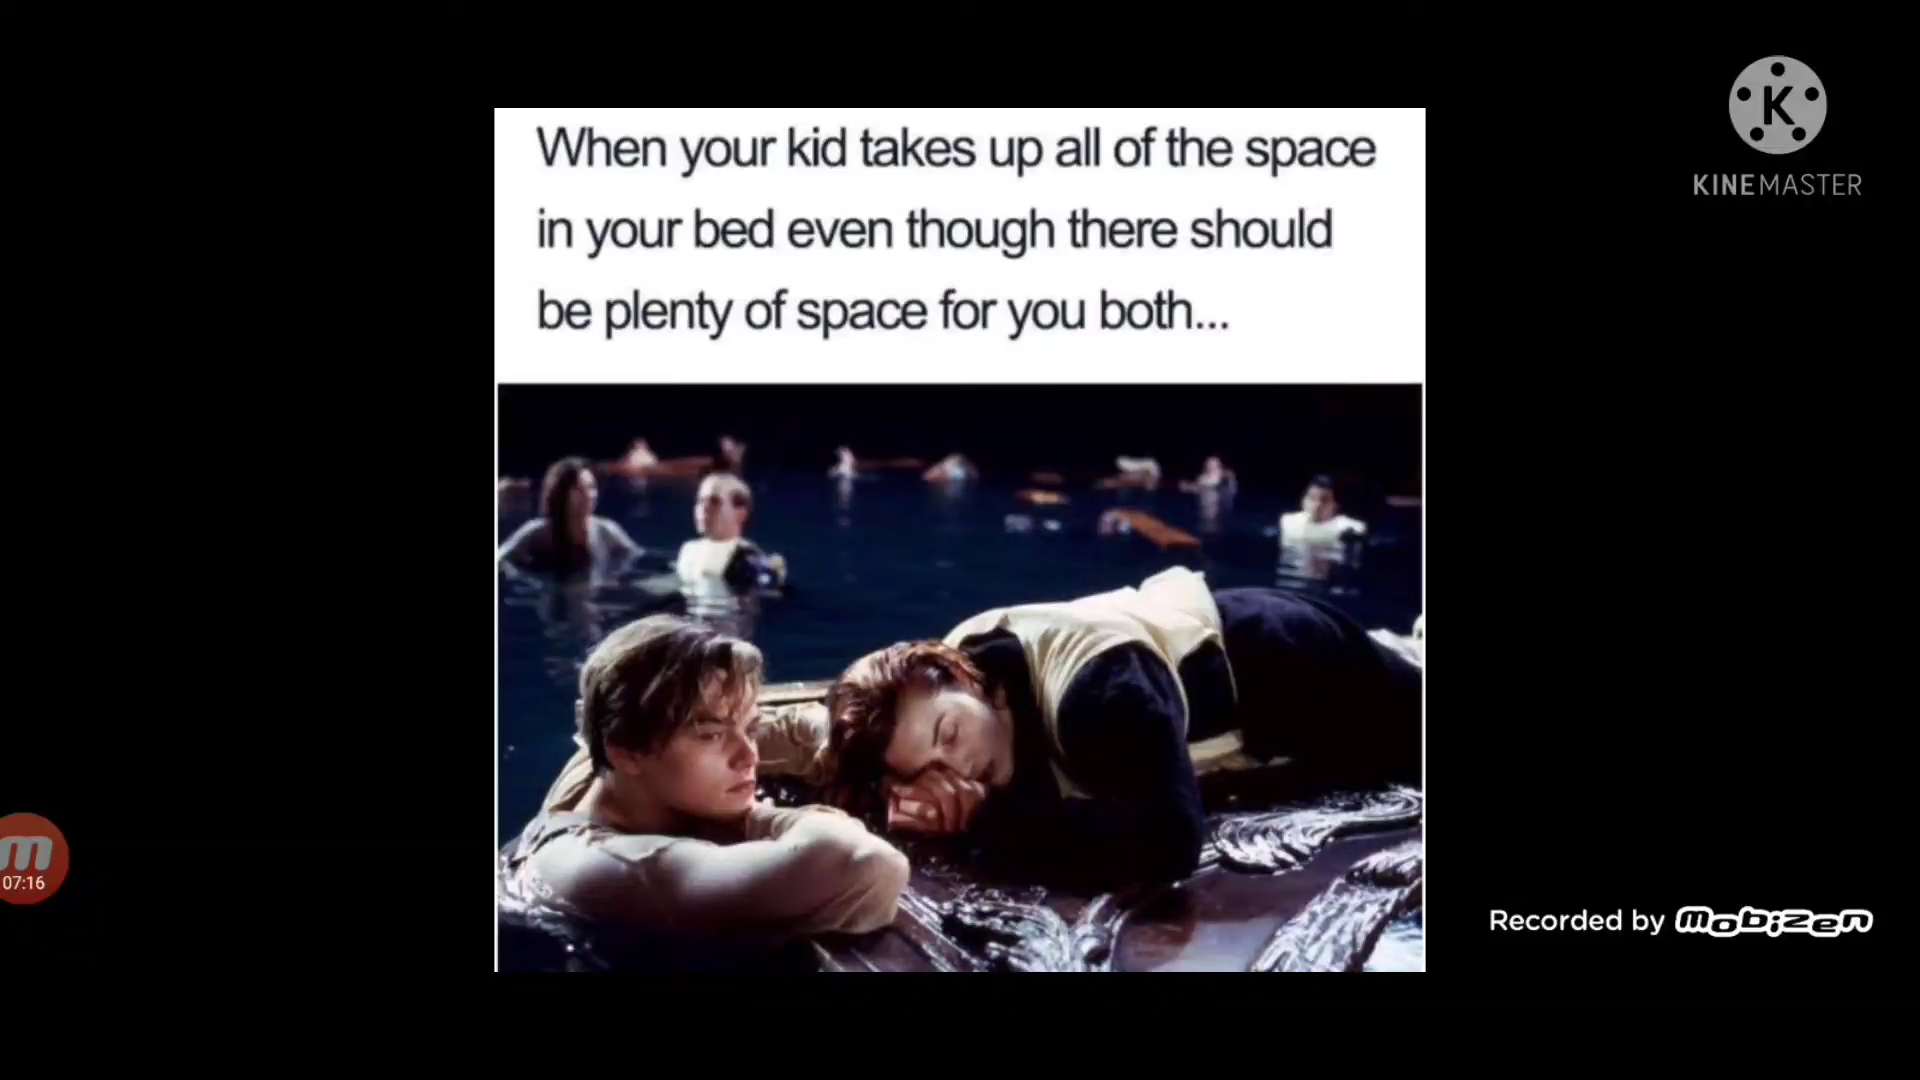 When your kid takes up all of the space
in your bed even though there should
be plenty of space for you both...
K
KINEMASTER
m
07:16
Recorded by Mobizen